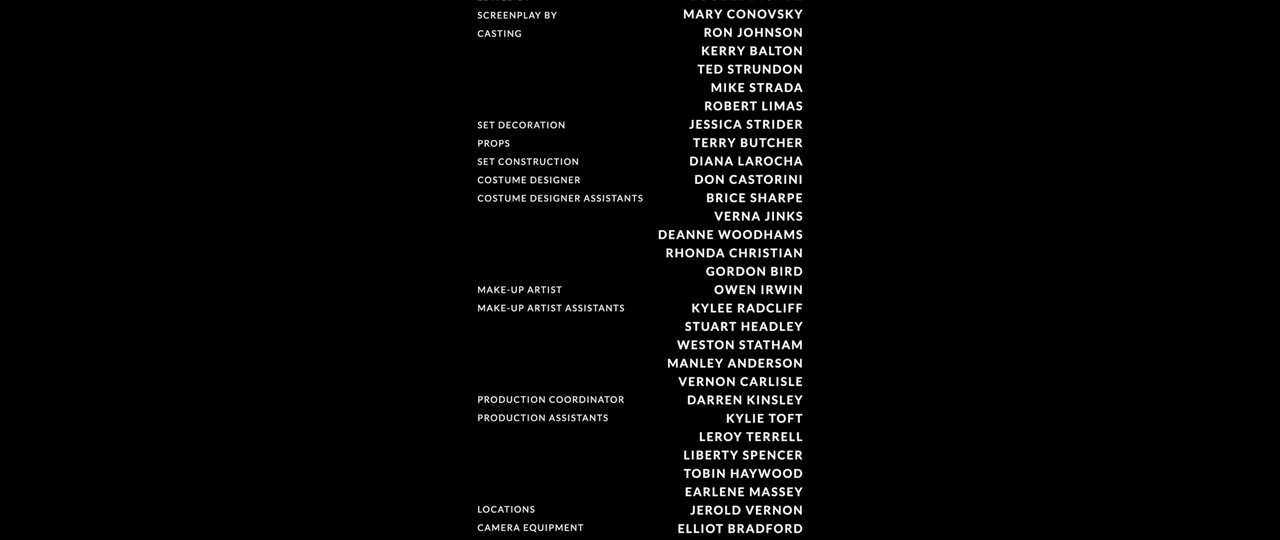 SCREENPLAY BY MARY CONOVSKY
CASTING RON JOHNSON
KERRY BALTON
TED STRUNDON
MIKE STRADA
ROBERT LIMAS
SET DECORATION JESSICA STRIDER
PROPS TERRY BUTCHER
SET CONSTRUCTION DIANA LAROCHA
COSTUME DESIGNER DON CASTORINI
COSTUME DESIGNER ASSISTANTS BRICE SHARPE
VERNA JINKS
DEANNE WOODHAMS
RHONDA CHRISTIAN
GORDON BIRD
MAKE-UP ARTIST OWEN IRWIN
MAKE-UP ARTIST ASSISTANTS KYLEE RADCLIFF
STUART HEADLEY
WESTON STATHAM
MANLEY ANDERSON
VERNON CARLISLE
PRODUCTION COORDINATOR DARREN KINSLEY
PRODUCTION ASSISTANTS KYLIE TOFT
LEROY TERRELL
LIBERTY SPENCER
TOBIN HAYWOOD
EARLENE MASSEY
LOCATIONS JEROLD VERNON
CAMERA EQUIPMENT ELLIOT BRADFORD